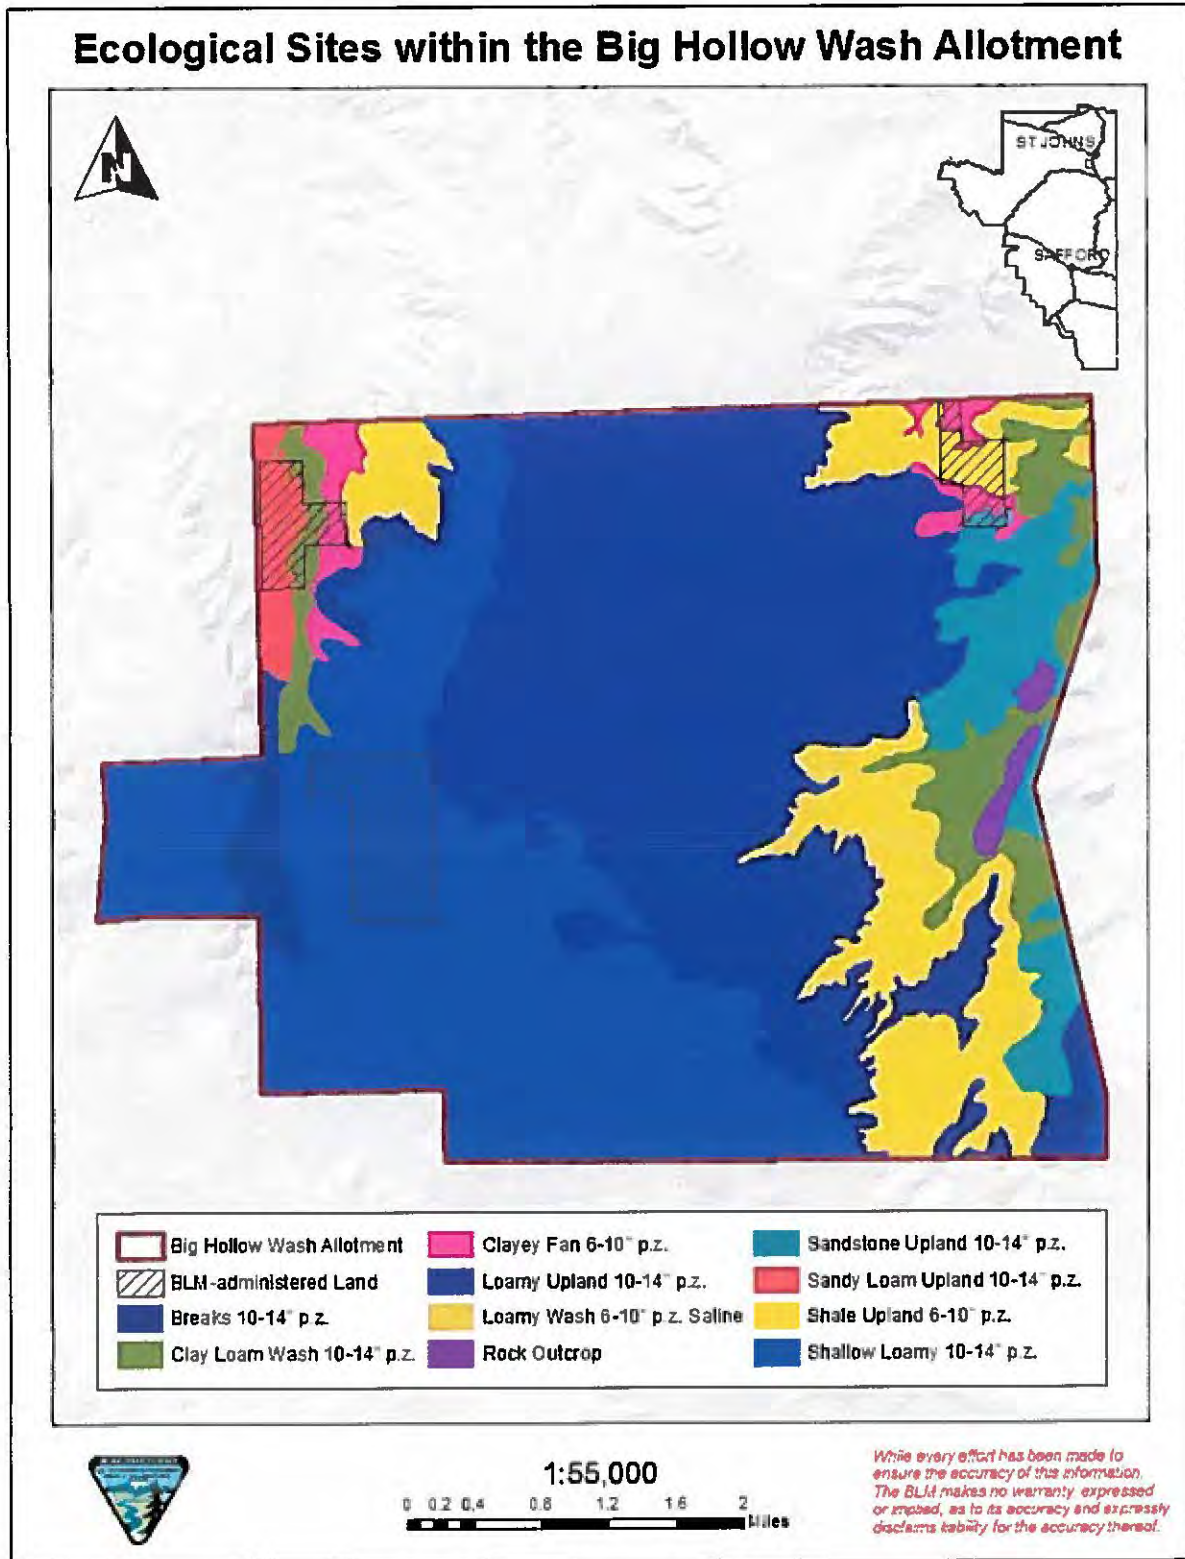 Ecological Sites within the Big Hollow Wash Allotment
N
ST JOHNS
SAFFORD
Big Hollow Wash Allotment
BLM-administered Land
Breaks 10-14" p.z.
Clay Loam Wash 10-14" p.z.
Clayey Fan 6-10" p.z.
Loamy Upland 10-14" p.z.
Loamy Wash 6-10" p.z. Saline
Rock Outcrop
Sandstone Upland 10-14" p.z.
Sandy Loam Upland 10-14" p.z.
Shale Upland 6-10" p.z.
Shallow Loamy 10-14" p.z.
1:55,000
0 0.2 0.4 0.8 1.2 1.6 2
Miles
While every effort has been made to
ensure the accuracy of this information,
The BLM makes no warranty, expressed
or implied, as to its accuracy and expressly
disclaims liability for the accuracy thereof.